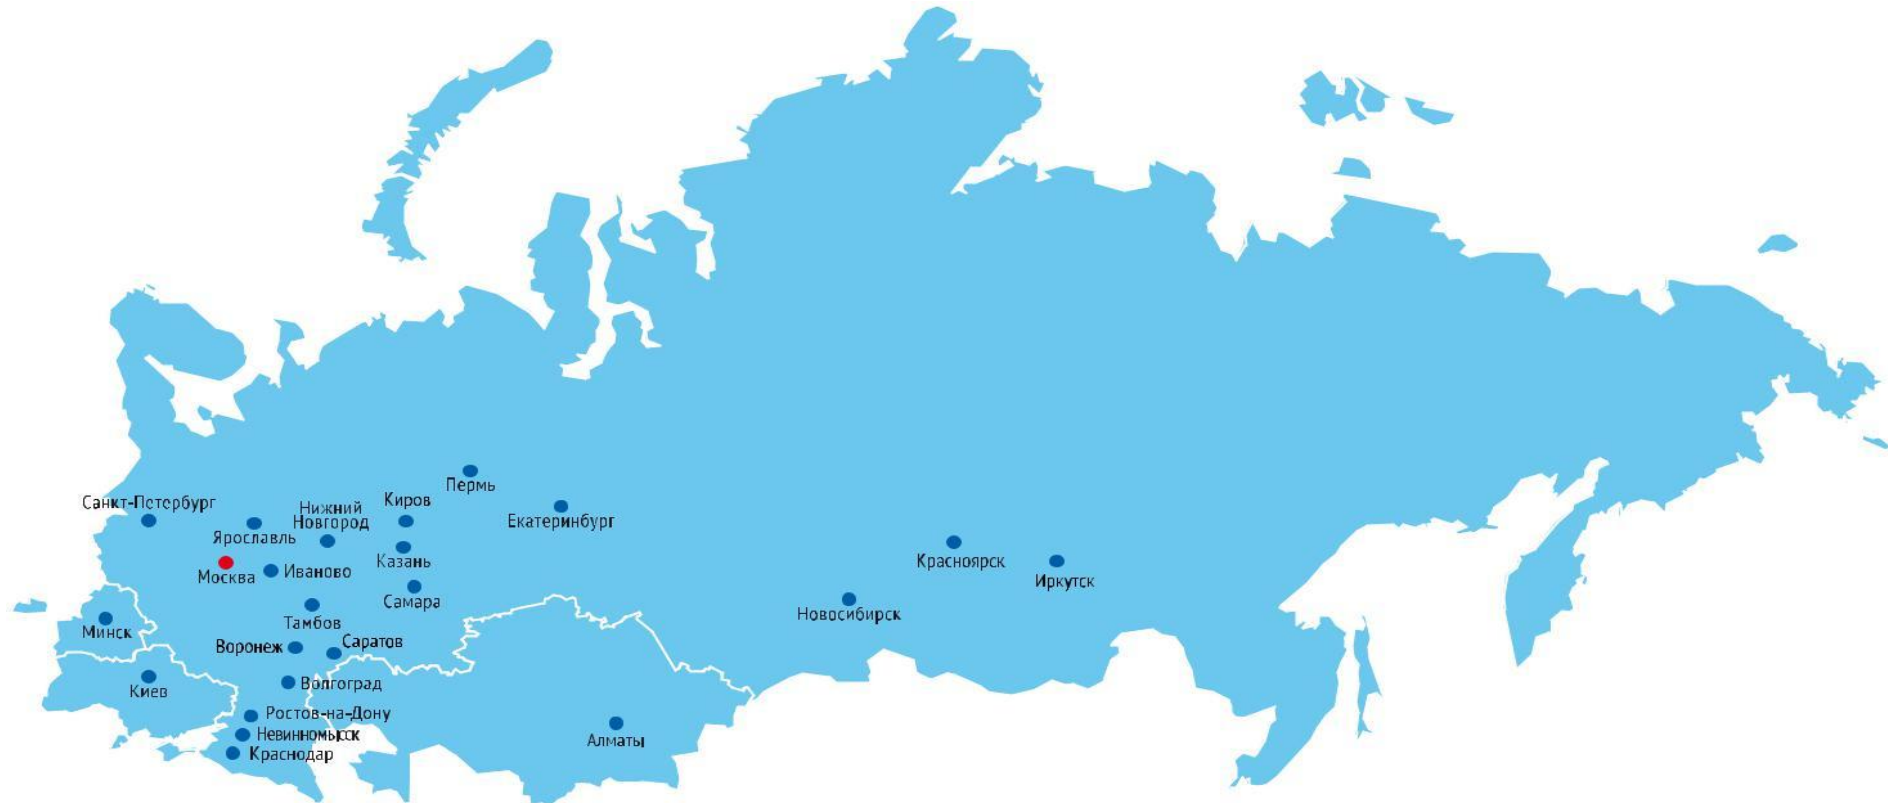 Пермь
Санкт-Петербург
Киров
Нижний
Новгород
Екатеринбург
Ярославль
Казань
Красноярск
Москва
Иваново
Иркутск
Самара
Новосибирск
Тамбов
Минск
Саратов
Воронеж
Волгоград
Киев
Ростов-на-Дону
Невинномыск
Алматы
Краснодар